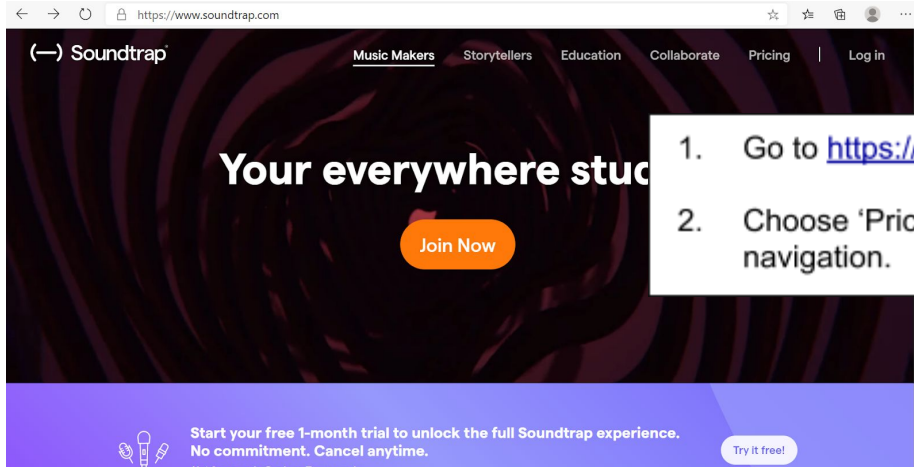 https://www.soundtrap.com
(—) Soundtrap
Music Makers Storytellers Education Collaborate Pricing | Log in
Your everywhere stud
Join Now
1. Go to https://
2. Choose ‘Pric
navigation.
Start your free 1-month trial to unlock the full Soundtrap experience.
No commitment. Cancel anytime.
Try it free!